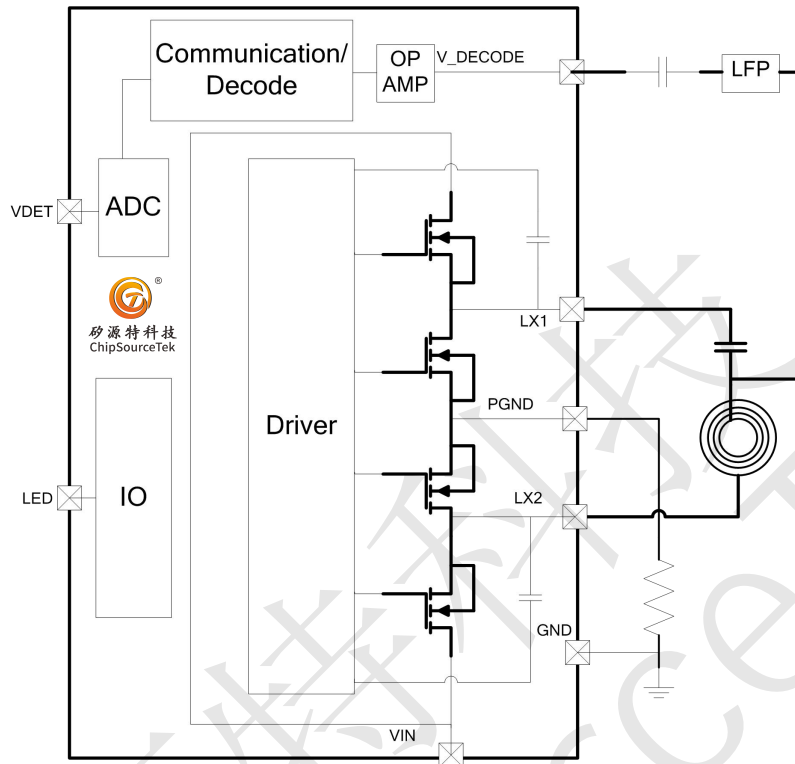 Communication/
Decode
OP
AMP
V_DECODE
LFP
VDET
ADC
®
矽源特科技
ChipSourceTek
LX1
PGND
Driver
LED
IO
LX2
GND
VIN